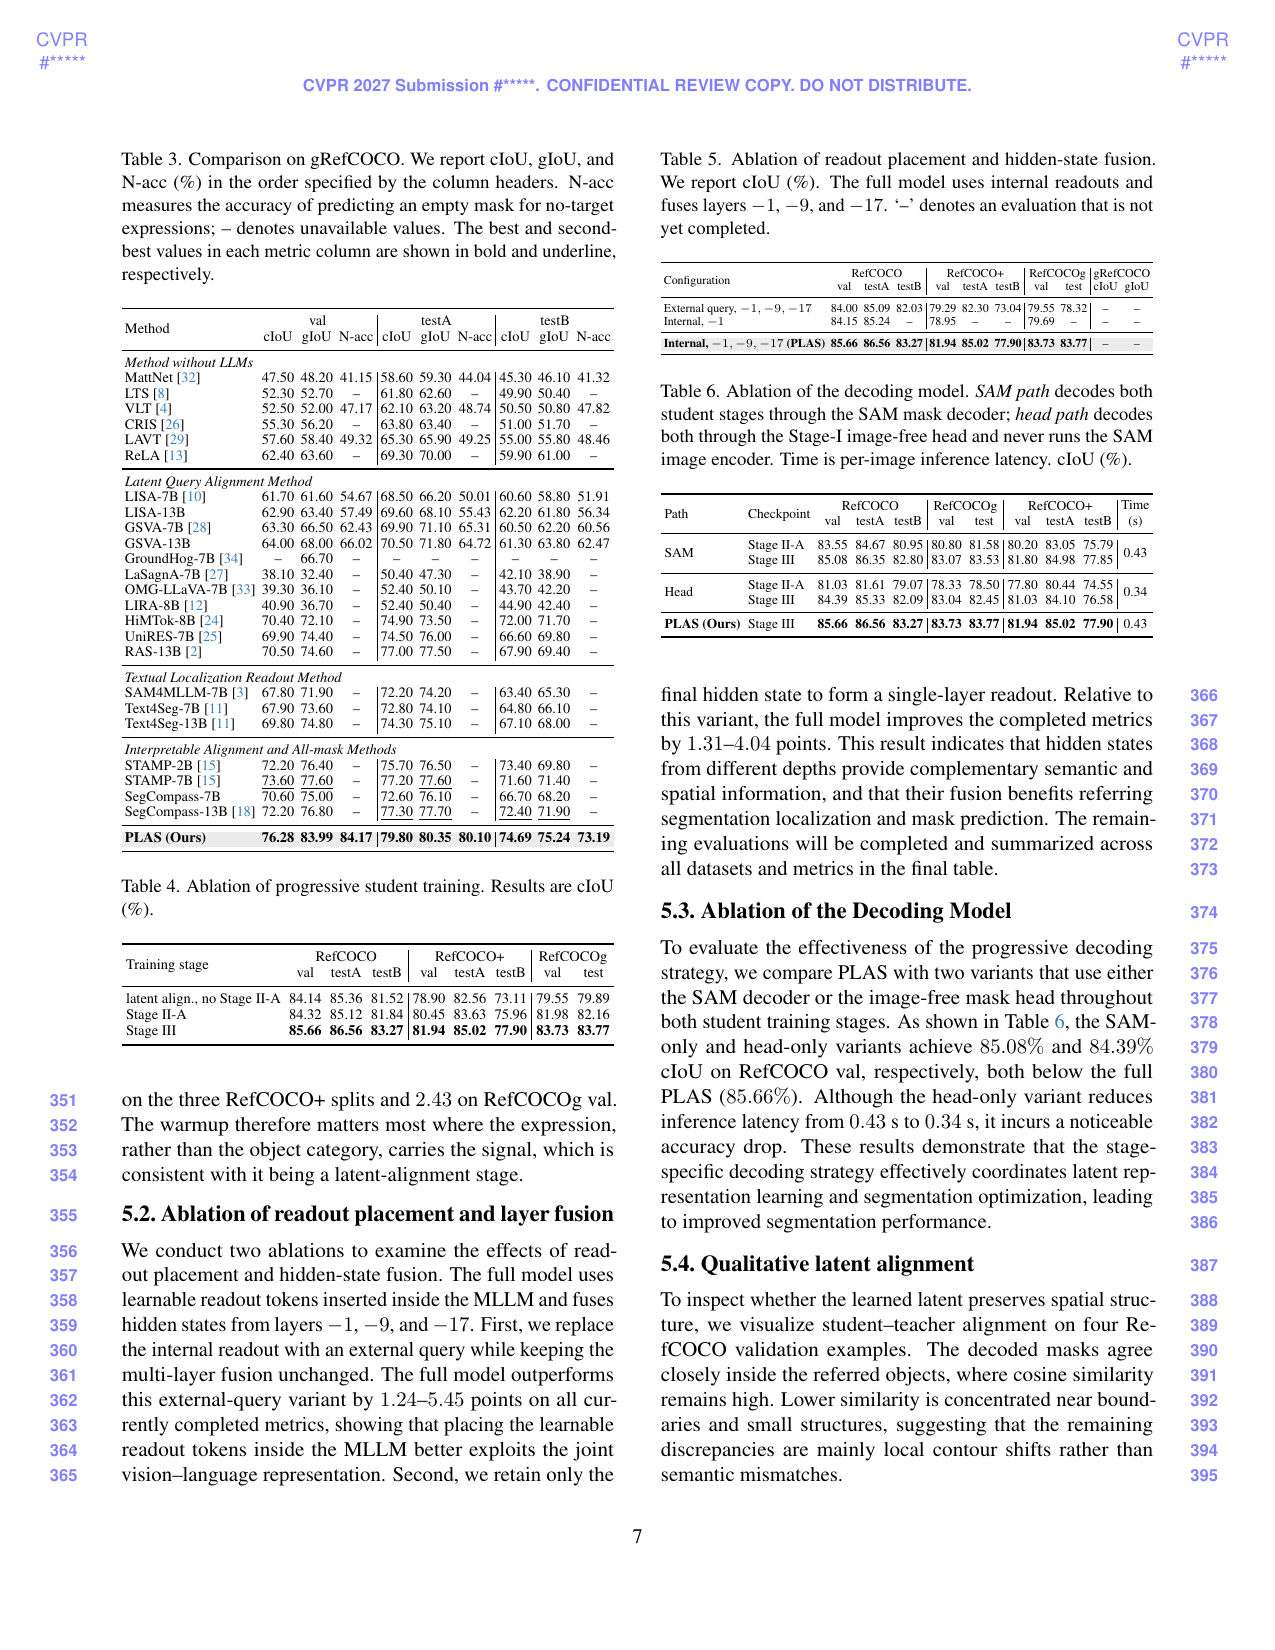 CVPR
#*****
CVPR
#*****
CVPR 2027 Submission #*****. CONFIDENTIAL REVIEW COPY. DO NOT DISTRIBUTE.
Table 3. Comparison on gRefCOCO. We report cIoU, gIoU, and
N-acc (%) in the order specified by the column headers. N-acc
measures the accuracy of predicting an empty mask for no-target
expressions; – denotes unavailable values. The best and second-
best values in each metric column are shown in bold and underline,
respectively.
Method val testA testB
cIoU gIoU N-acc cIoU gIoU N-acc cIoU gIoU N-acc
Method without LLMs
MattNet [32] 47.50 48.20 41.15 58.60 59.30 44.04 45.30 46.10 41.32
LTS [8] 52.30 52.70 – 61.80 62.60 – 49.90 50.40 –
VLT [4] 52.50 52.00 47.17 62.10 63.20 48.74 50.50 50.80 47.82
CRIS [26] 55.30 56.20 – 63.80 63.40 – 51.00 51.70 –
LAVT [29] 57.60 58.40 49.32 65.30 65.90 49.25 55.00 55.80 48.46
ReLA [13] 62.40 63.60 – 69.30 70.00 – 59.90 61.00 –
Latent Query Alignment Method
LISA-7B [10] 61.70 61.60 54.67 68.50 66.20 50.01 60.60 58.80 51.91
LISA-13B 62.90 63.40 57.49 69.60 68.10 55.43 62.20 61.80 56.34
GSVA-7B [28] 63.30 66.50 62.43 69.90 71.10 65.31 60.50 62.20 60.56
GSVA-13B 64.00 68.00 66.02 70.50 71.80 64.72 61.30 63.80 62.47
GroundHog-7B [34] – 66.70 – – – – – – –
LaSagnA-7B [27] 38.10 32.40 – 50.40 47.30 – 42.10 38.90 –
OMG-LLaVA-7B [33] 39.30 36.10 – 52.40 50.10 – 43.70 42.20 –
LIRA-8B [12] 40.90 36.70 – 52.40 50.40 – 44.90 42.40 –
HiMTok-8B [24] 70.40 72.10 – 74.90 73.50 – 72.00 71.70 –
UniRES-7B [25] 69.90 74.40 – 74.50 76.00 – 66.60 69.80 –
RAS-13B [2] 70.50 74.60 – 77.00 77.50 – 67.90 69.40 –
Textual Localization Readout Method
SAM4MLLM-7B [3] 67.80 71.90 – 72.20 74.20 – 63.40 65.30 –
Text4Seg-7B [11] 67.90 73.60 – 72.80 74.10 – 64.80 66.10 –
Text4Seg-13B [11] 69.80 74.80 – 74.30 75.10 – 67.10 68.00 –
Interpretable Alignment and All-mask Methods
STAMP-2B [15] 72.20 76.40 – 75.70 76.50 – 73.40 69.80 –
STAMP-7B [15] 73.60 77.60 – 77.20 77.60 – 71.60 71.40 –
SegCompass-7B 70.60 75.00 – 72.60 76.10 – 66.70 68.20 –
SegCompass-13B [18] 72.20 76.80 – 77.30 77.70 – 72.40 71.90 –
PLAS (Ours) 76.28 83.99 84.17 79.80 80.35 80.10 74.69 75.24 73.19
Table 4. Ablation of progressive student training. Results are cIoU
(%).
Training stage RefCOCO RefCOCO+ RefCOCOg
val testA testB val testA testB val test
latent align., no Stage II-A 84.14 85.36 81.52 78.90 82.56 73.11 79.55 79.89
Stage II-A 84.32 85.12 81.84 80.45 83.63 75.96 81.98 82.16
Stage III 85.66 86.56 83.27 81.94 85.02 77.90 83.73 83.77
351 on the three RefCOCO+ splits and 2.43 on RefCOCOg val.
352 The warmup therefore matters most where the expression,
353 rather than the object category, carries the signal, which is
354 consistent with it being a latent-alignment stage.
355 5.2. Ablation of readout placement and layer fusion
356 We conduct two ablations to examine the effects of read-
357 out placement and hidden-state fusion. The full model uses
358 learnable readout tokens inserted inside the MLLM and fuses
359 hidden states from layers −1, −9, and −17. First, we replace
360 the internal readout with an external query while keeping the
361 multi-layer fusion unchanged. The full model outperforms
362 this external-query variant by 1.24–5.45 points on all cur-
363 rently completed metrics, showing that placing the learnable
364 readout tokens inside the MLLM better exploits the joint
365 vision–language representation. Second, we retain only the
Table 5. Ablation of readout placement and hidden-state fusion.
We report cIoU (%). The full model uses internal readouts and
fuses layers −1, −9, and −17. ‘–’ denotes an evaluation that is not
yet completed.
Configuration RefCOCO RefCOCO+ RefCOCOg gRefCOCO
val testA testB val testA testB val test cIoU gIoU
External query, −1, −9, −17 84.00 85.09 82.03 79.29 82.30 73.04 79.55 78.32 – –
Internal, −1 84.15 85.24 – 78.95 – – 79.69 – – –
Internal, −1, −9, −17 (PLAS) 85.66 86.56 83.27 81.94 85.02 77.90 83.73 83.77 – –
Table 6. Ablation of the decoding model. SAM path decodes both
student stages through the SAM mask decoder; head path decodes
both through the Stage-I image-free head and never runs the SAM
image encoder. Time is per-image inference latency. cIoU (%).
Path Checkpoint RefCOCO RefCOCOg RefCOCO+ Time
val testA testB val test val testA testB (s)
SAM Stage II-A 83.55 84.67 80.95 80.80 81.58 80.20 83.05 75.79 0.43
Stage III 85.08 86.35 82.80 83.07 83.53 81.80 84.98 77.85
Head Stage II-A 81.03 81.61 79.07 78.33 78.50 77.80 80.44 74.55 0.34
Stage III 84.39 85.33 82.09 83.04 82.45 81.03 84.10 76.58
PLAS (Ours) Stage III 85.66 86.56 83.27 83.73 83.77 81.94 85.02 77.90 0.43
final hidden state to form a single-layer readout. Relative to 366
this variant, the full model improves the completed metrics 367
by 1.31–4.04 points. This result indicates that hidden states 368
from different depths provide complementary semantic and 369
spatial information, and that their fusion benefits referring 370
segmentation localization and mask prediction. The remain- 371
ing evaluations will be completed and summarized across 372
all datasets and metrics in the final table. 373
5.3. Ablation of the Decoding Model 374
To evaluate the effectiveness of the progressive decoding 375
strategy, we compare PLAS with two variants that use either 376
the SAM decoder or the image-free mask head throughout 377
both student training stages. As shown in Table 6, the SAM- 378
only and head-only variants achieve 85.08% and 84.39% 379
cIoU on RefCOCO val, respectively, both below the full 380
PLAS (85.66%). Although the head-only variant reduces 381
inference latency from 0.43 s to 0.34 s, it incurs a noticeable 382
accuracy drop. These results demonstrate that the stage- 383
specific decoding strategy effectively coordinates latent rep- 384
resentation learning and segmentation optimization, leading 385
to improved segmentation performance. 386
5.4. Qualitative latent alignment 387
To inspect whether the learned latent preserves spatial struc- 388
ture, we visualize student–teacher alignment on four Re- 389
fCOCO validation examples. The decoded masks agree 390
closely inside the referred objects, where cosine similarity 391
remains high. Lower similarity is concentrated near bound- 392
aries and small structures, suggesting that the remaining 393
discrepancies are mainly local contour shifts rather than 394
semantic mismatches. 395
7